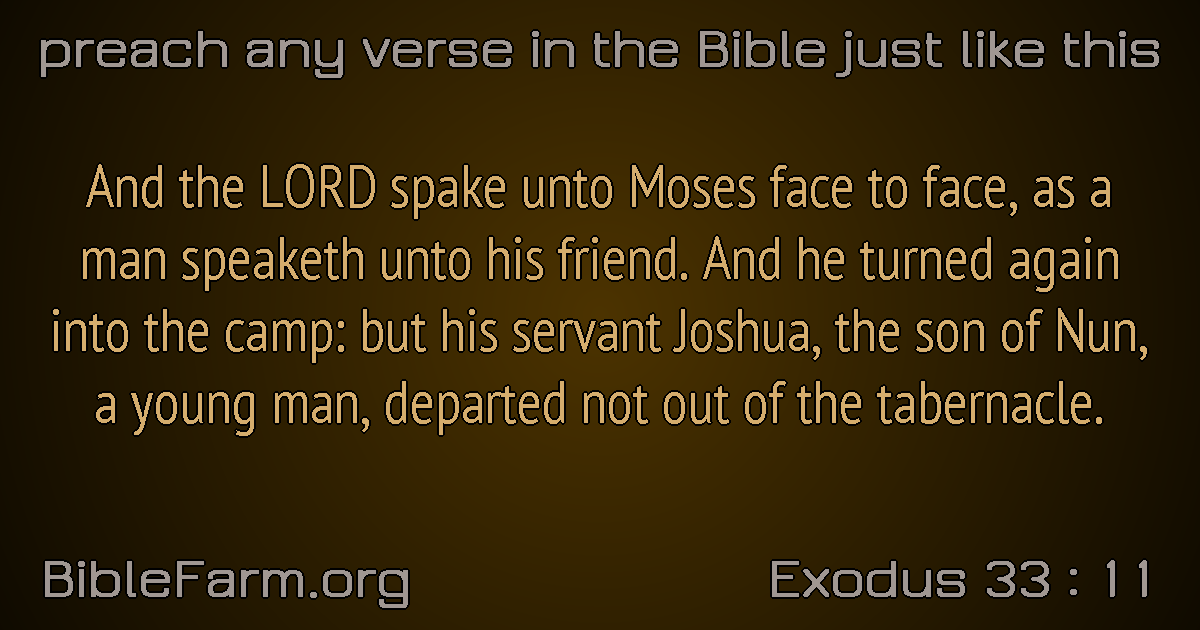 preach any verse in the Bible just like this
And the LORD spake unto Moses face to face, as a
man speaketh unto his friend. And he turned again
into the camp: but his servant Joshua, the son of Nun,
a young man, departed not out of the tabernacle.
BibleFarm.org
Exodus 33 : 11